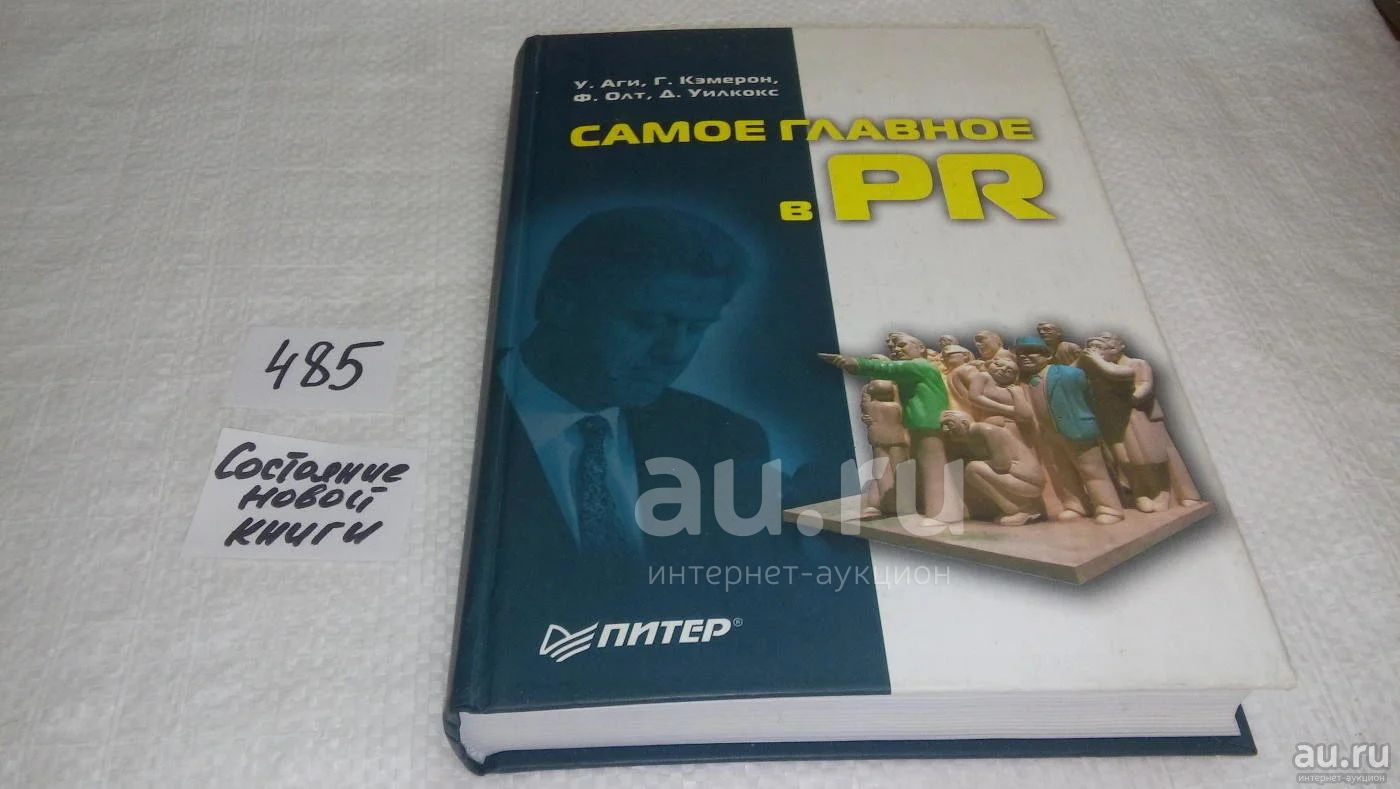 У. Аги, Г. Кэмерон,
Ф. Олт, Д. Уилкокс
САМОЕ ГЛАВНОЕ
в PR
485
Состояние
новой
книги
au.ru
интернет-аукцион
ПИТЕР®
au.ru
интернет-аукцион